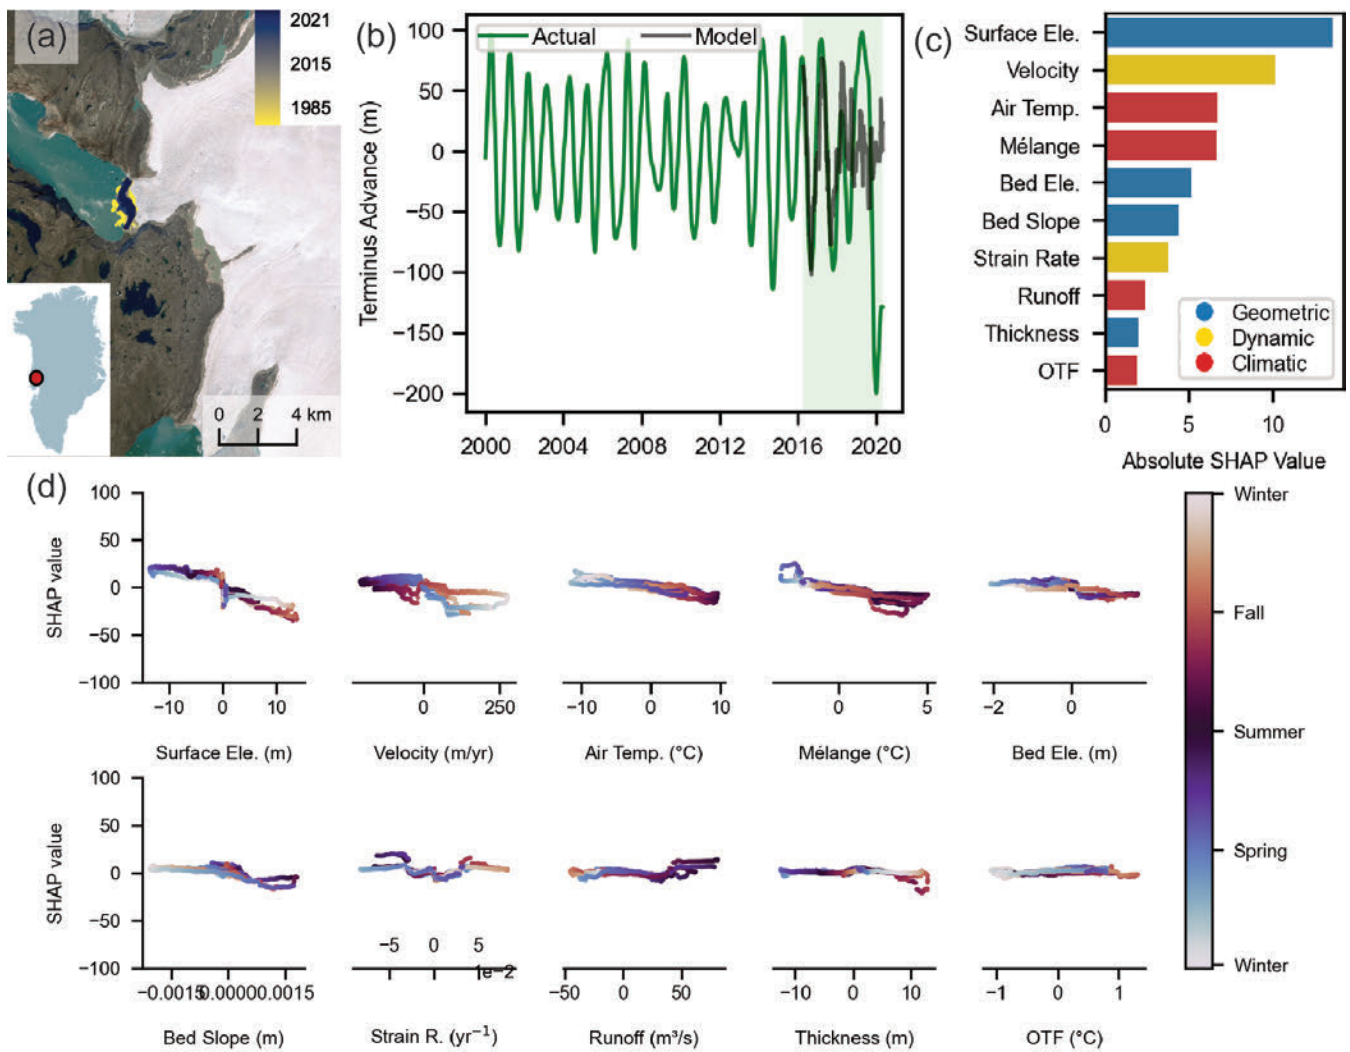 (a)
2021
2015
1985
0 2 4 km
(b)
Actual
Model
Terminus Advance (m)
100
50
0
−50
−100
−150
−200
2000 2004 2008 2012 2016 2020
(c)
Surface Ele.
Velocity
Air Temp.
Mélange
Bed Ele.
Bed Slope
Strain Rate
Runoff
Thickness
OTF
Geometric
Dynamic
Climatic
0 5 10
Absolute SHAP Value
(d)
SHAP value
100
50
0
−50
−100
−10 0 10
Surface Ele. (m)
0 250
Velocity (m/yr)
−10 0 10
Air Temp. (°C)
0 5
Mélange (°C)
−2 0
Bed Ele. (m)
SHAP value
100
50
0
−50
−100
−0.0015 0.0000 0.0015
Bed Slope (m)
−5 0 5
1e−2
Strain R. (yr⁻¹)
−50 0 50
Runoff (m³/s)
−10 0 10
Thickness (m)
−1 0 1
OTF (°C)
Winter
Fall
Summer
Spring
Winter